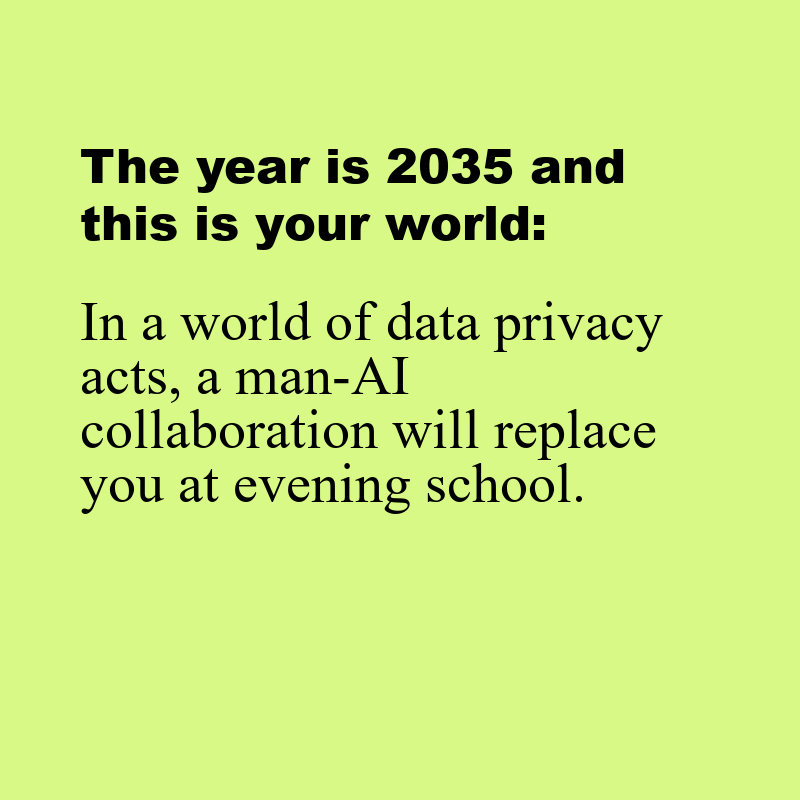 The year is 2035 and
this is your world:
In a world of data privacy
acts, a man-AI
collaboration will replace
you at evening school.